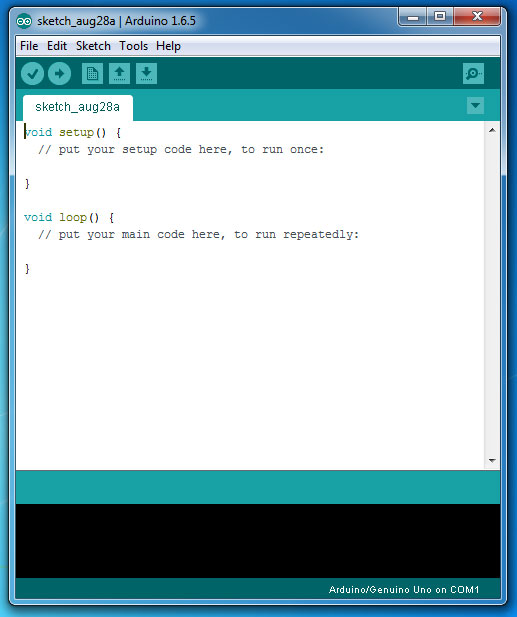 sketch_aug28a | Arduino 1.6.5
File Edit Sketch Tools Help
sketch_aug28a
void setup() {
  // put your setup code here, to run once:
}
void loop() {
  // put your main code here, to run repeatedly:
}
Arduino/Genuino Uno on COM1